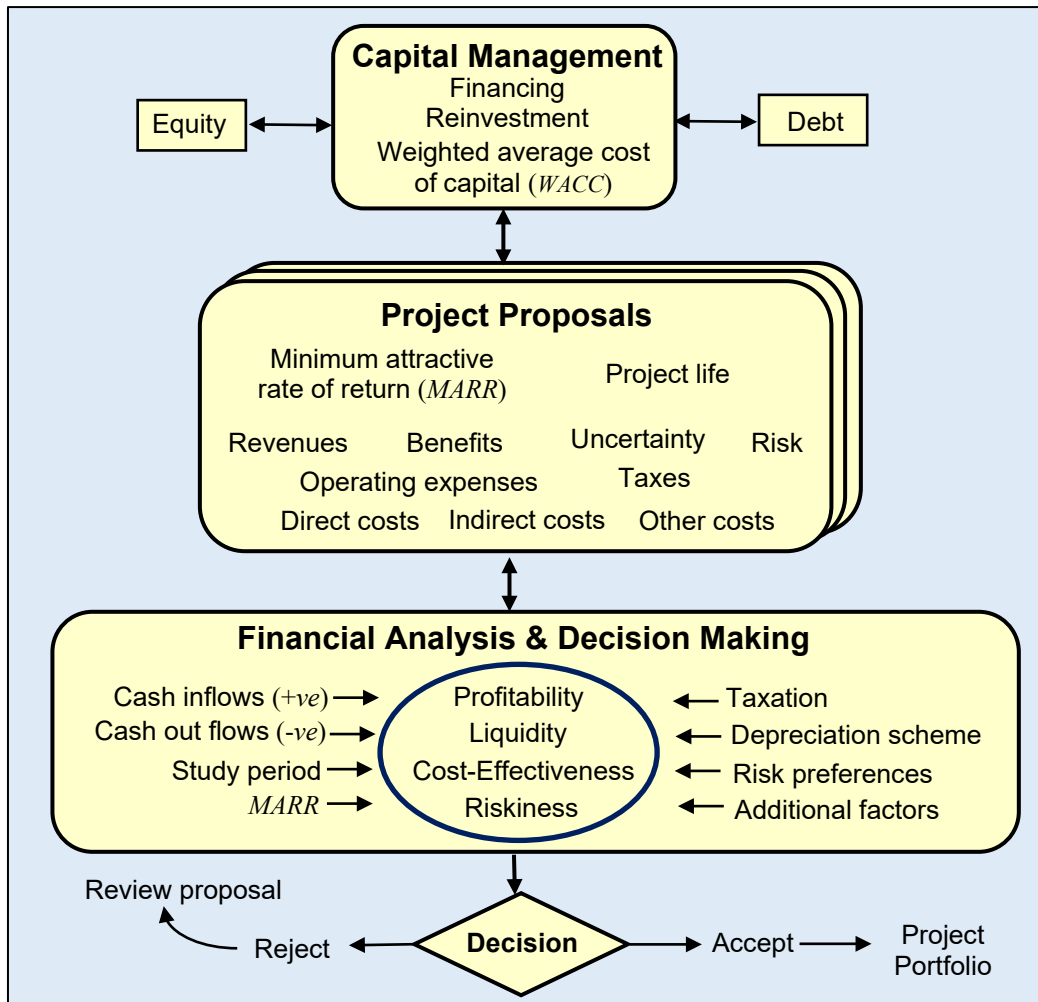 Capital Management
Financing
Reinvestment
Weighted average cost
of capital (WACC)
Equity
Debt
Project Proposals
Minimum attractive
rate of return (MARR)
Project life
Revenues
Benefits
Uncertainty
Risk
Operating expenses
Taxes
Direct costs
Indirect costs
Other costs
Financial Analysis & Decision Making
Cash inflows (+ve)
Cash out flows (-ve)
Study period
MARR
Profitability
Liquidity
Cost-Effectiveness
Riskiness
Taxation
Depreciation scheme
Risk preferences
Additional factors
Review proposal
Reject
Decision
Accept
Project
Portfolio